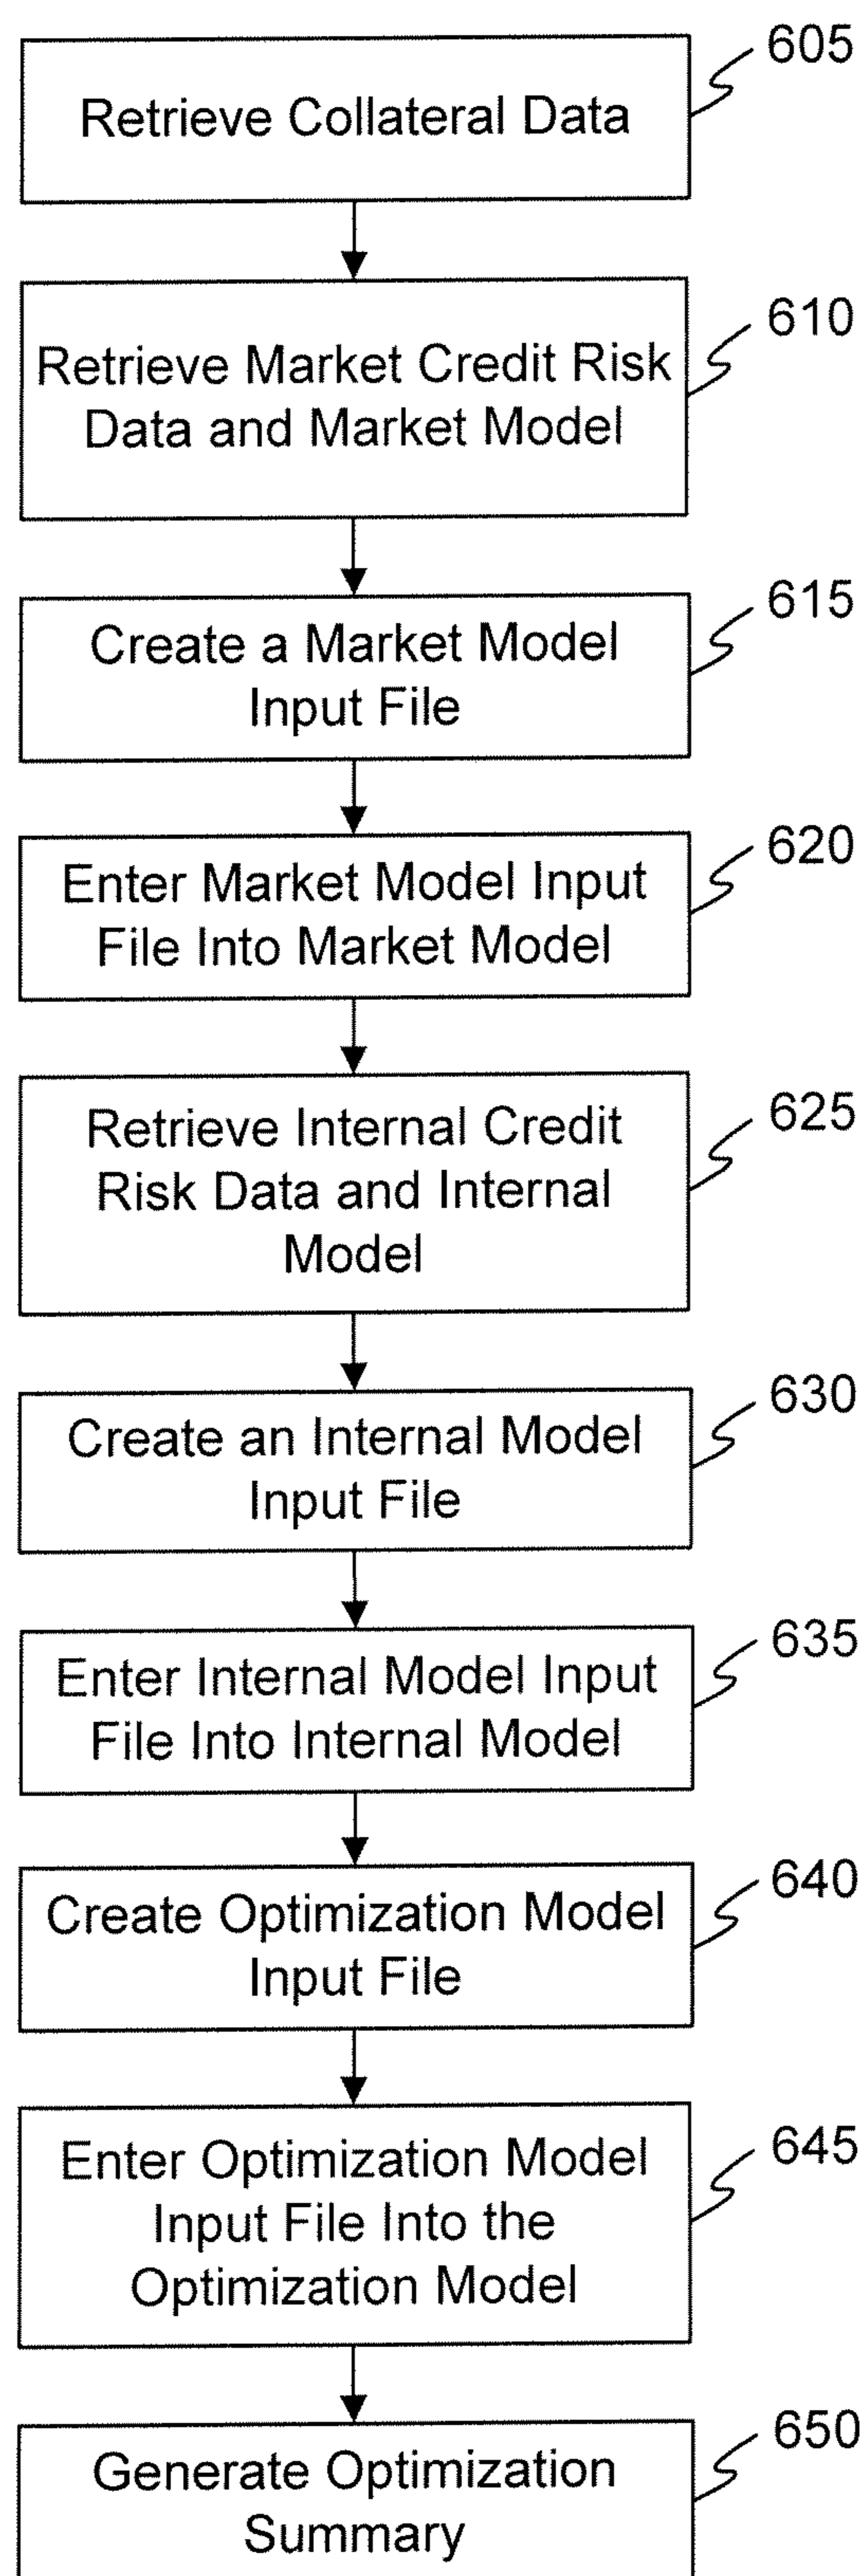 605
Retrieve Collateral Data
610
Retrieve Market Credit Risk
Data and Market Model
615
Create a Market Model
Input File
620
Enter Market Model Input
File Into Market Model
625
Retrieve Internal Credit
Risk Data and Internal
Model
630
Create an Internal Model
Input File
635
Enter Internal Model Input
File Into Internal Model
640
Create Optimization Model
Input File
645
Enter Optimization Model
Input File Into the
Optimization Model
650
Generate Optimization
Summary